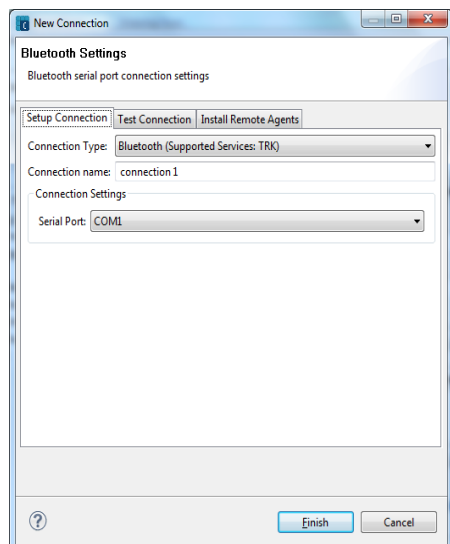 New Connection
Bluetooth Settings
Bluetooth serial port connection settings
Setup Connection Test Connection Install Remote Agents
Connection Type: Bluetooth (Supported Services: TRK)
Connection name: connection 1
Connection Settings
Serial Port: COM1
? Finish Cancel